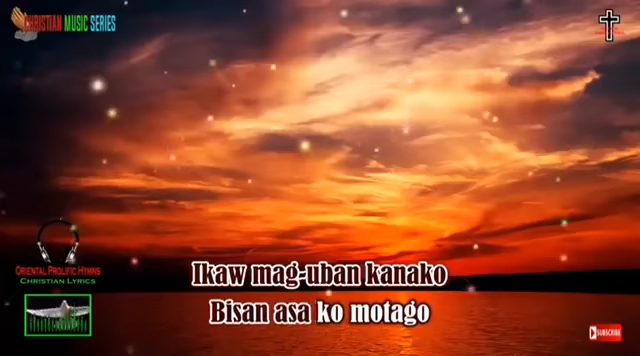 CHRISTIAN MUSIC SERIES
ORIENTAL PROLIFIC HYMNS
CHRISTIAN LYRICS
Ikaw mag-uban kanako
Bisan asa ko motago
SUBSCRIBE